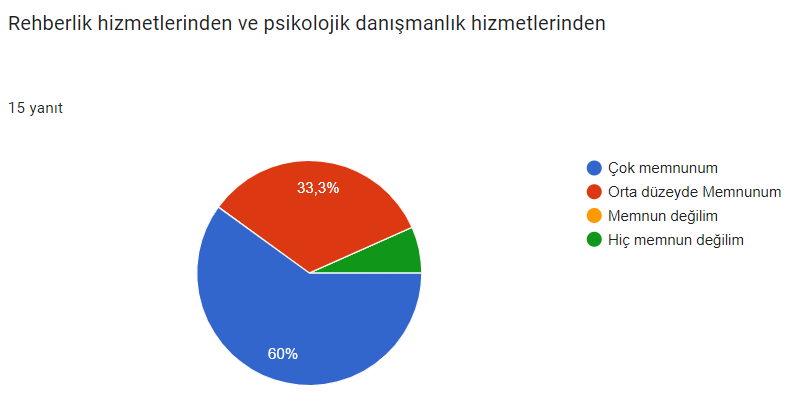 Rehberlik hizmetlerinden ve psikolojik danışmanlık hizmetlerinden
15 yanıt
33,3%
60%
Çok memnunum
Orta düzeyde Memnunum
Memnun değilim
Hiç memnun değilim